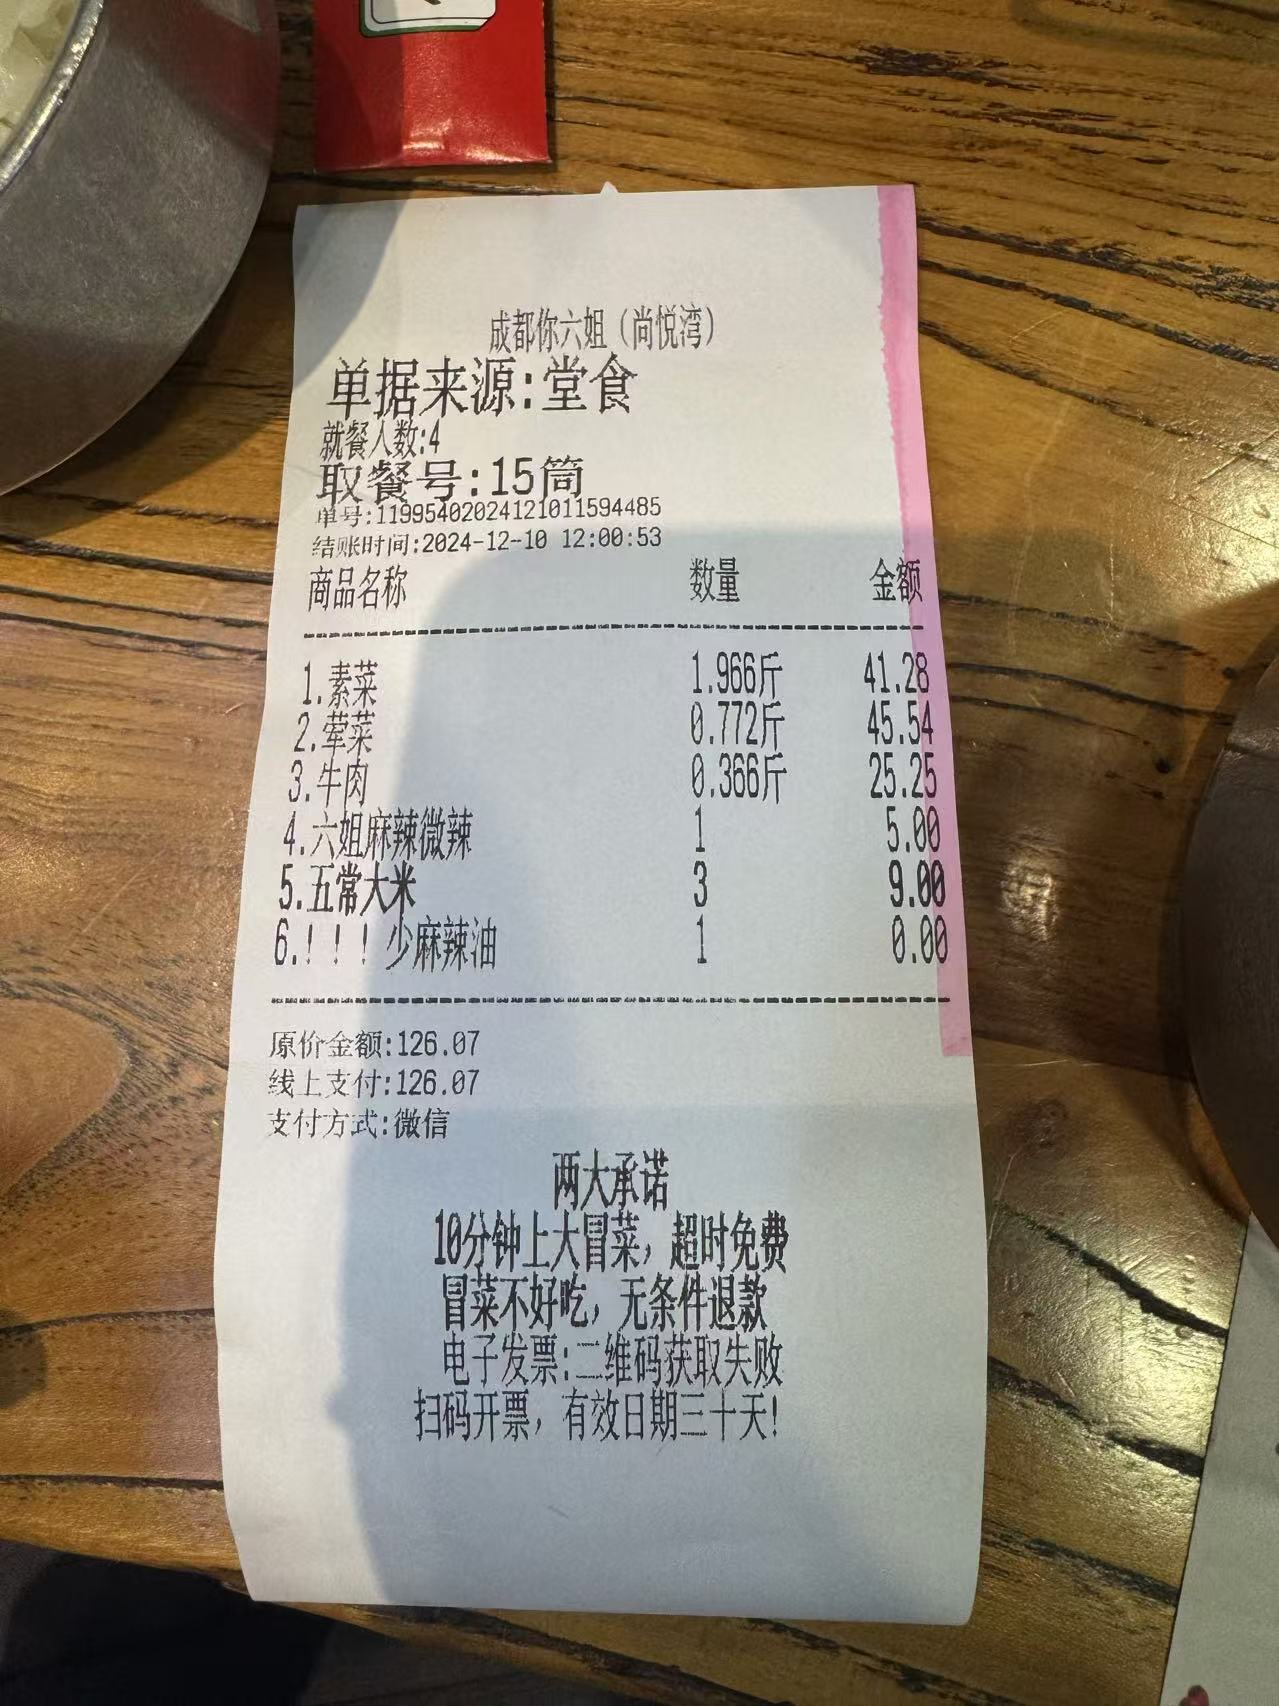 成都你六姐（尚悦湾）
单据来源:堂食
就餐人数:4
取餐号:15筒
单号:11995402024121011594485
结账时间:2024-12-10 12:00:53
商品名称 数量 金额
1.素菜 1.966斤 41.28
2.荤菜 0.772斤 45.54
3.牛肉 0.366斤 25.25
4.六姐麻辣微辣 1 5.00
5.五常大米 3 9.00
6.！！！少麻辣油 1 0.00
原价金额:126.07
线上支付:126.07
支付方式:微信
两大承诺
10分钟上大冒菜，超时免费
冒菜不好吃，无条件退款
电子发票:二维码获取失败
扫码开票，有效日期三十天!